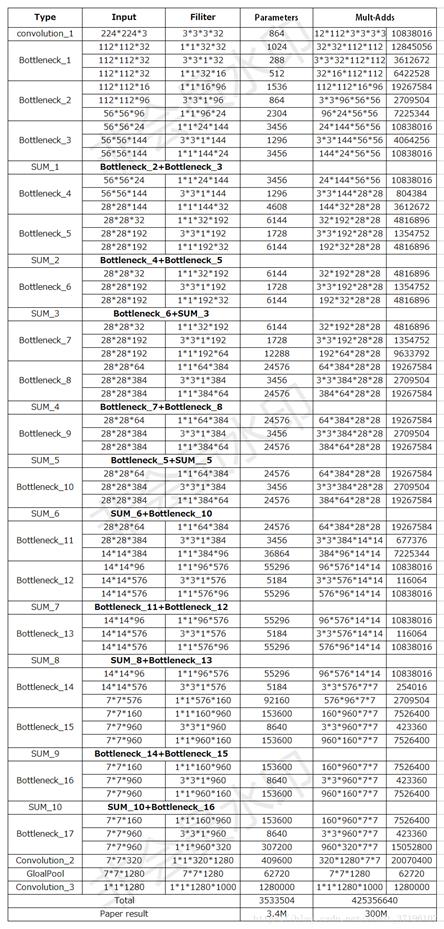 Type Input Filiter Parameters Mult-Adds
convolution_1 224*224*3 3*3*3*32 864 12*112*3*3*3*3 10838016
Bottleneck_1 112*112*32 1*1*32*32 1024 32*32*112*112 12845056
112*112*32 3*3*1*32 288 3*3*32*112*112 3612672
112*112*32 1*1*32*16 512 32*16*112*112 6422528
Bottleneck_2 112*112*16 1*1*16*96 1536 112*112*16*96 19267584
112*112*96 3*3*1*96 864 3*3*96*56*56 2709504
56*56*96 1*1*96*24 2304 96*24*56*56 7225344
Bottleneck_3 56*56*24 1*1*24*144 3456 24*144*56*56 10838016
56*56*144 3*3*1*144 1296 3*3*144*56*56 4064256
56*56*144 1*1*144*24 3456 144*24*56*56 10838016
SUM_1 Bottleneck_2+Bottleneck_3
Bottleneck_4 56*56*24 1*1*24*144 3456 24*144*56*56 10838016
56*56*144 3*3*1*144 1296 3*3*144*28*28 804384
28*28*144 1*1*144*32 4608 144*32*28*28 3612672
Bottleneck_5 28*28*32 1*1*32*192 6144 32*192*28*28 4816896
28*28*192 3*3*1*192 1728 3*3*192*28*28 1354752
28*28*192 1*1*192*32 6144 192*32*28*28 4816896
SUM_2 Bottleneck_4+Bottleneck_5
Bottleneck_6 28*28*32 1*1*32*192 6144 32*192*28*28 4816896
28*28*192 3*3*1*192 1728 3*3*192*28*28 1354752
28*28*192 1*1*192*32 6144 192*32*28*28 4816896
SUM_3 Bottleneck_6+SUM_3
Bottleneck_7 28*28*32 1*1*32*192 6144 32*192*28*28 4816896
28*28*192 3*3*1*192 1728 3*3*192*28*28 1354752
28*28*192 1*1*192*64 12288 192*64*28*28 9633792
Bottleneck_8 28*28*64 1*1*64*384 24576 64*384*28*28 19267584
28*28*384 3*3*1*384 3456 3*3*384*28*28 2709504
28*28*384 1*1*384*64 24576 384*64*28*28 19267584
SUM_4 Bottleneck_7+Bottleneck_8
Bottleneck_9 28*28*64 1*1*64*384 24576 64*384*28*28 19267584
28*28*384 3*3*1*384 3456 3*3*384*28*28 2709504
28*28*384 1*1*384*64 24576 384*64*28*28 19267584
SUM_5 Bottleneck_5+SUM__5
Bottleneck_10 28*28*64 1*1*64*384 24576 64*384*28*28 19267584
28*28*384 3*3*1*384 3456 3*3*384*28*28 2709504
28*28*384 1*1*384*64 24576 384*64*28*28 19267584
SUM_6 SUM_6+Bottleneck_10
Bottleneck_11 28*28*64 1*1*64*384 24576 64*384*28*28 19267584
28*28*384 3*3*1*384 3456 3*3*384*14*14 677376
14*14*384 1*1*384*96 36864 384*96*14*14 7225344
Bottleneck_12 14*14*96 1*1*96*576 55296 96*576*14*14 10838016
14*14*576 3*3*1*576 5184 3*3*576*14*14 116064
14*14*576 1*1*576*96 55296 576*96*14*14 10838016
SUM_7 Bottleneck_11+Bottleneck_12
Bottleneck_13 14*14*96 1*1*96*576 55296 96*576*14*14 10838016
14*14*576 3*3*1*576 5184 3*3*576*14*14 116064
14*14*576 1*1*576*96 55296 576*96*14*14 10838016
SUM_8 SUM_8+Bottleneck_13
Bottleneck_14 14*14*96 1*1*96*576 55296 96*576*14*14 10838016
14*14*576 3*3*1*576 5184 3*3*576*7*7 254016
7*7*576 1*1*576*160 92160 576*96*7*7 2709504
Bottleneck_15 7*7*160 1*1*160*960 153600 160*960*7*7 7526400
7*7*960 3*3*1*960 8640 3*3*960*7*7 423360
7*7*960 1*1*960*160 153600 960*160*7*7 7526400
SUM_9 Bottleneck_14+Bottleneck_15
Bottleneck_16 7*7*160 1*1*160*960 153600 160*960*7*7 7526400
7*7*960 3*3*1*960 8640 3*3*960*7*7 423360
7*7*960 1*1*960*160 153600 960*160*7*7 7526400
SUM_10 SUM_10+Bottleneck_16
Bottleneck_17 7*7*160 1*1*160*960 153600 160*960*7*7 7526400
7*7*960 3*3*1*960 8640 3*3*960*7*7 423360
7*7*960 1*1*960*320 307200 960*320*7*7 15052800
Convolution_2 7*7*320 1*1*320*1280 409600 320*1280*7*7 20070400
GloalPool 7*7*1280 7*7*1280 62720 7*7*1280 62720
Convolution_3 1*1*1280 1*1*1280*1000 1280000 1*1*1280*1000 1280000
Total 3533504 425356640
Paper result 3.4M 300M